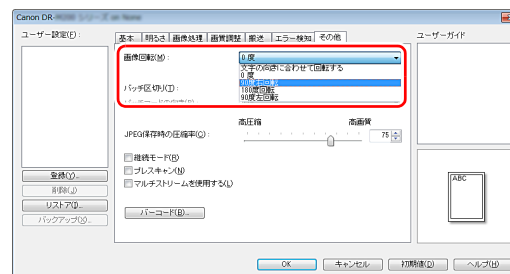 Canon DR-
on None
ユーザー設定(F):
基本
明るさ
画像処理
画質調整
搬送
エラー検知
その他
ユーザーガイド
画像回転(M):
0 度
文字の向きに合わせて回転する
0 度
90度右回転
180度回転
90度左回転
バッチ区切り(T):
高圧縮
高画質
JPEG保存時の圧縮率(C):
75
継続モード(R)
プレスキャン(N)
マルチストリームを使用する(L)
登録(Y)...
削除(J)
リストア(I)...
バックアップ(X)...
バーコード(B)...
ABC
OK
キャンセル
初期値(D)
ヘルプ(H)